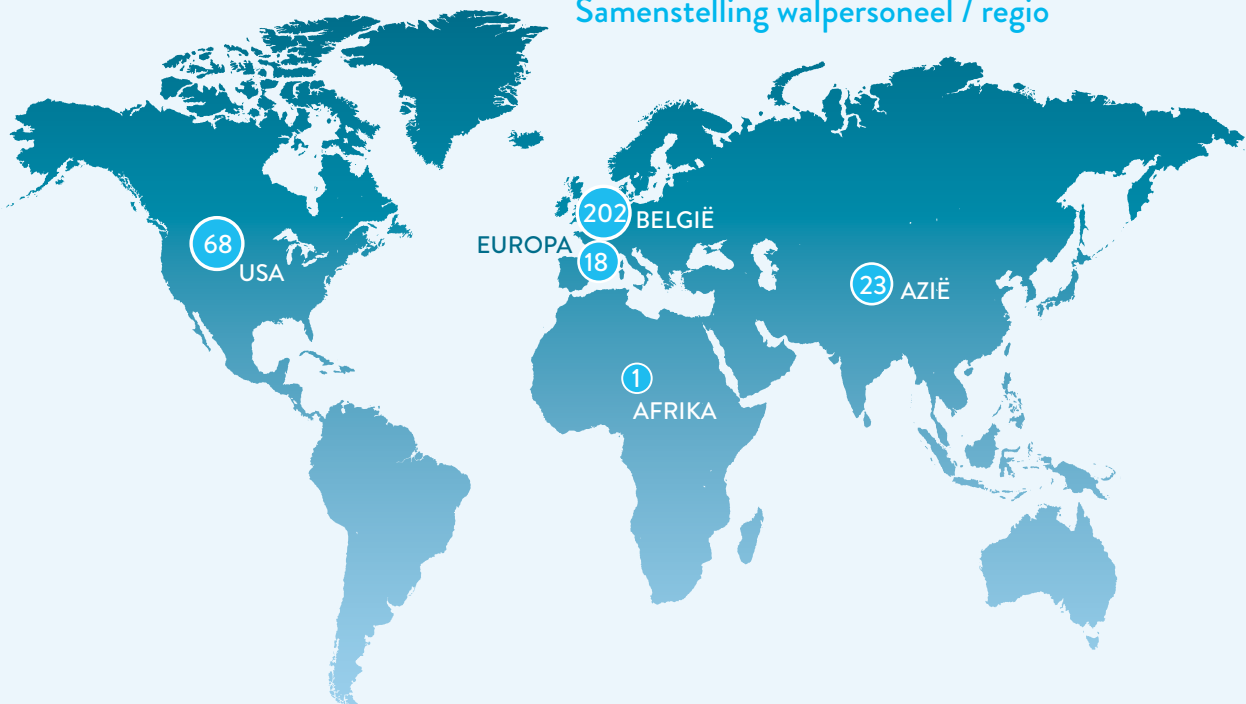 Samenstelling walpersoneel / regio
202 BELGIË
EUROPA
18
68
USA
23 AZIË
1
AFRIKA